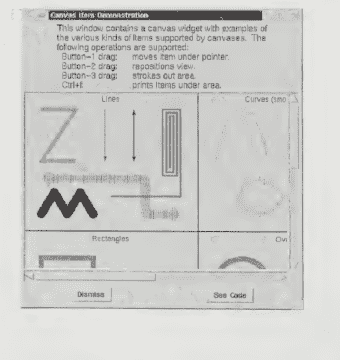 Canvas Item Demonstration
This window contains a canvas widget with examples of
the various kinds of items supported by canvases. The
following operations are supported:
Button-1 drag: moves item under pointer.
Button-2 drag: repositions view.
Button-3 drag: strokes out area.
Ctrl+f: prints items under area.
Lines
Curves (smo
Rectangles
Ov
Dismiss
See Code